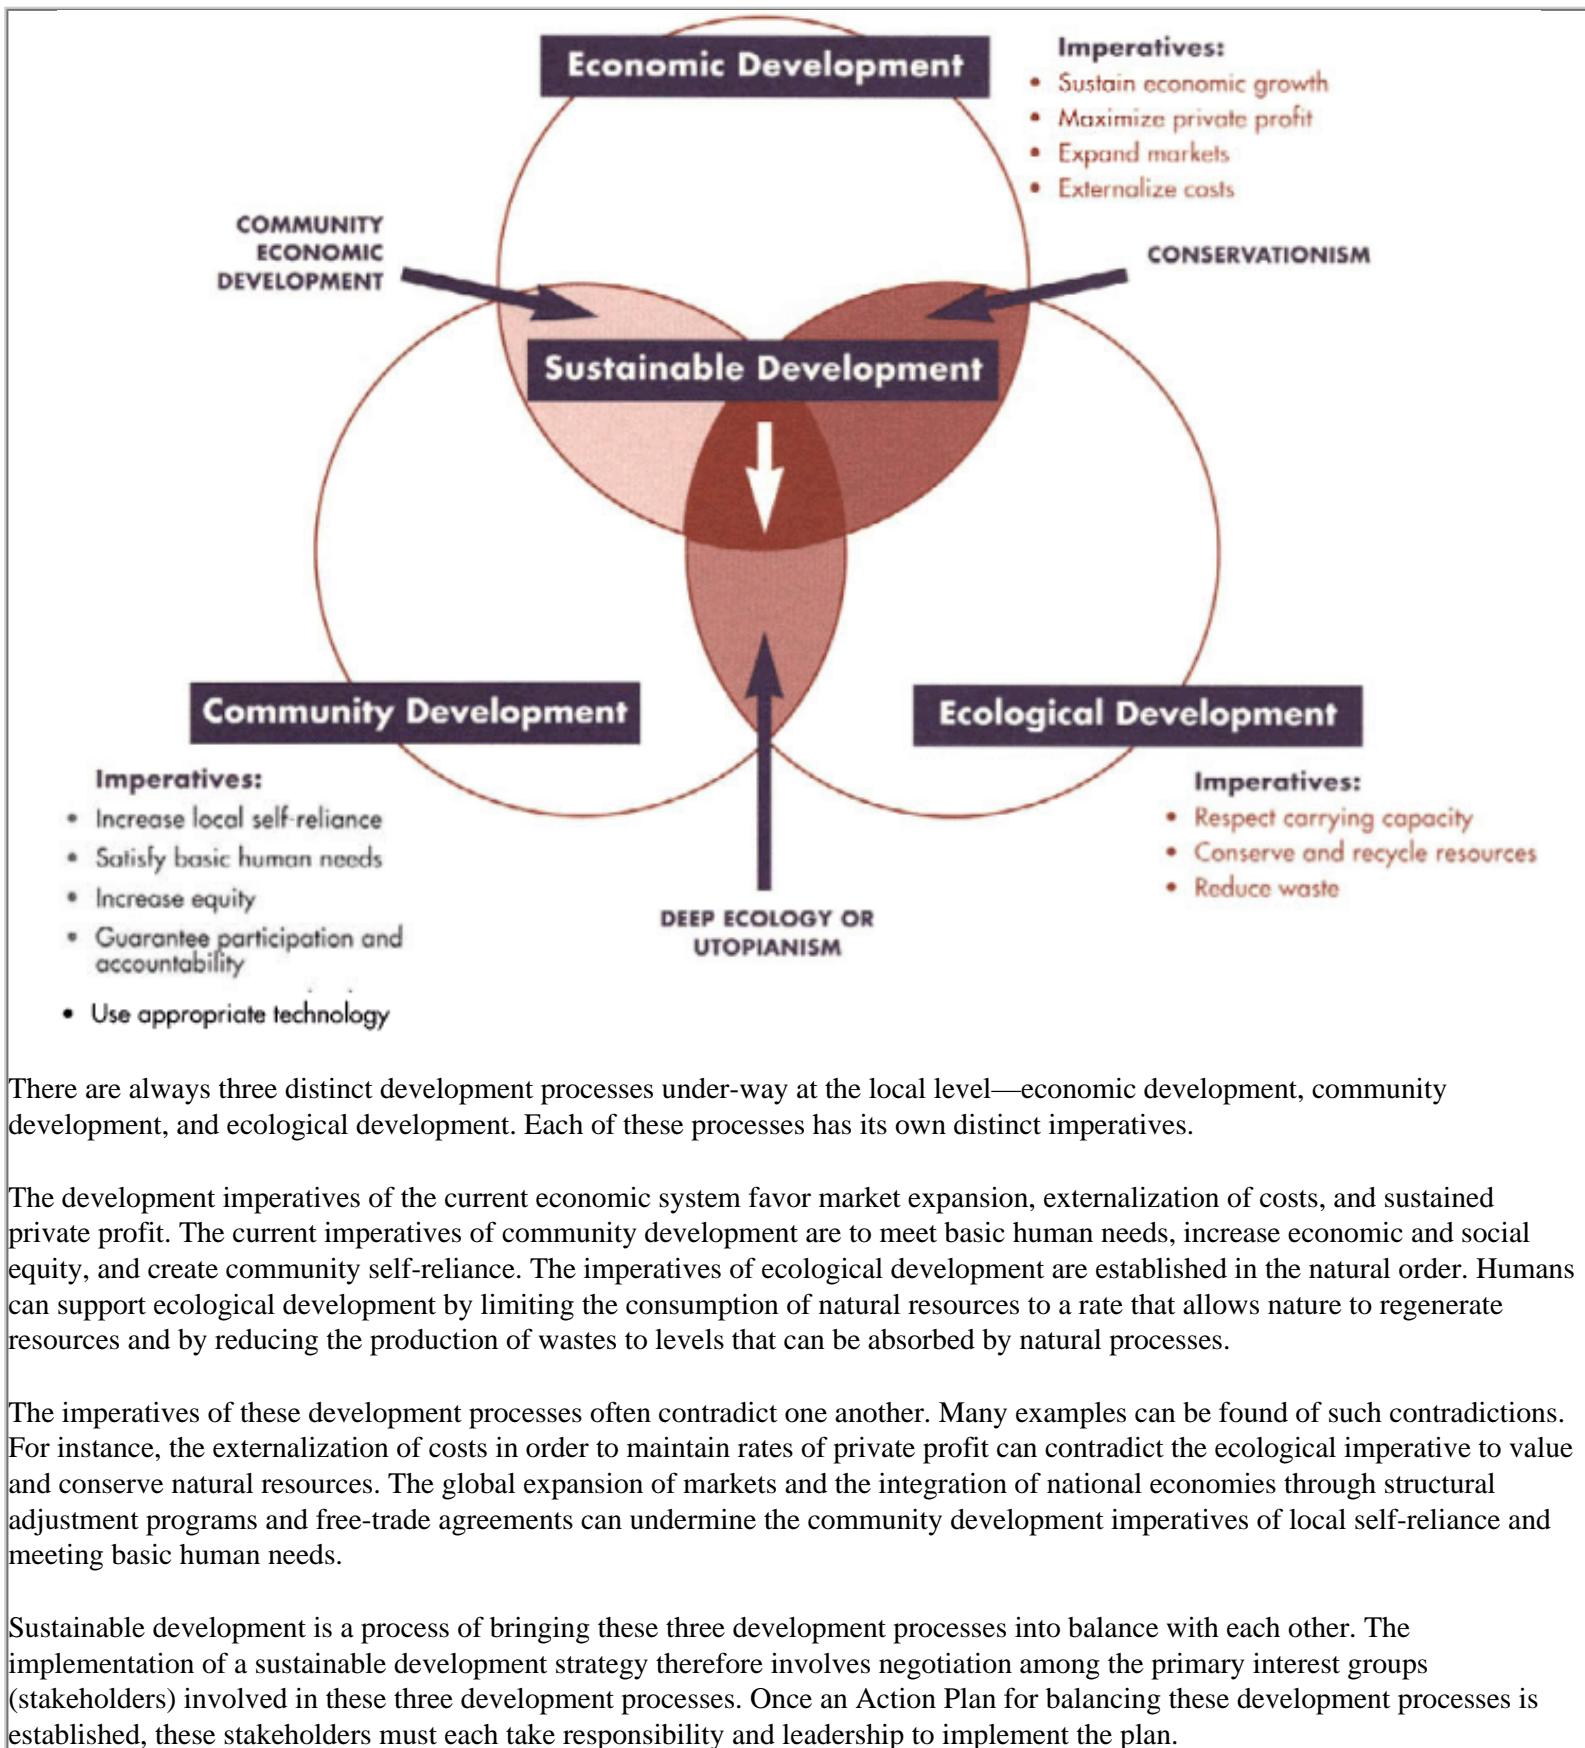 Economic Development
Imperatives:
• Sustain economic growth
• Maximize private profit
• Expand markets
• Externalize costs
COMMUNITY
ECONOMIC
DEVELOPMENT
CONSERVATIONISM
Sustainable Development
Community Development
Ecological Development
Imperatives:
• Increase local self-reliance
• Satisfy basic human needs
• Increase equity
• Guarantee participation and
accountability
• Use appropriate technology
Imperatives:
• Respect carrying capacity
• Conserve and recycle resources
• Reduce waste
DEEP ECOLOGY OR
UTOPIANISM
There are always three distinct development processes under-way at the local level—economic development, community
development, and ecological development. Each of these processes has its own distinct imperatives.
The development imperatives of the current economic system favor market expansion, externalization of costs, and sustained
private profit. The current imperatives of community development are to meet basic human needs, increase economic and social
equity, and create community self-reliance. The imperatives of ecological development are established in the natural order. Humans
can support ecological development by limiting the consumption of natural resources to a rate that allows nature to regenerate
resources and by reducing the production of wastes to levels that can be absorbed by natural processes.
The imperatives of these development processes often contradict one another. Many examples can be found of such contradictions.
For instance, the externalization of costs in order to maintain rates of private profit can contradict the ecological imperative to value
and conserve natural resources. The global expansion of markets and the integration of national economies through structural
adjustment programs and free-trade agreements can undermine the community development imperatives of local self-reliance and
meeting basic human needs.
Sustainable development is a process of bringing these three development processes into balance with each other. The
implementation of a sustainable development strategy therefore involves negotiation among the primary interest groups
(stakeholders) involved in these three development processes. Once an Action Plan for balancing these development processes is
established, these stakeholders must each take responsibility and leadership to implement the plan.